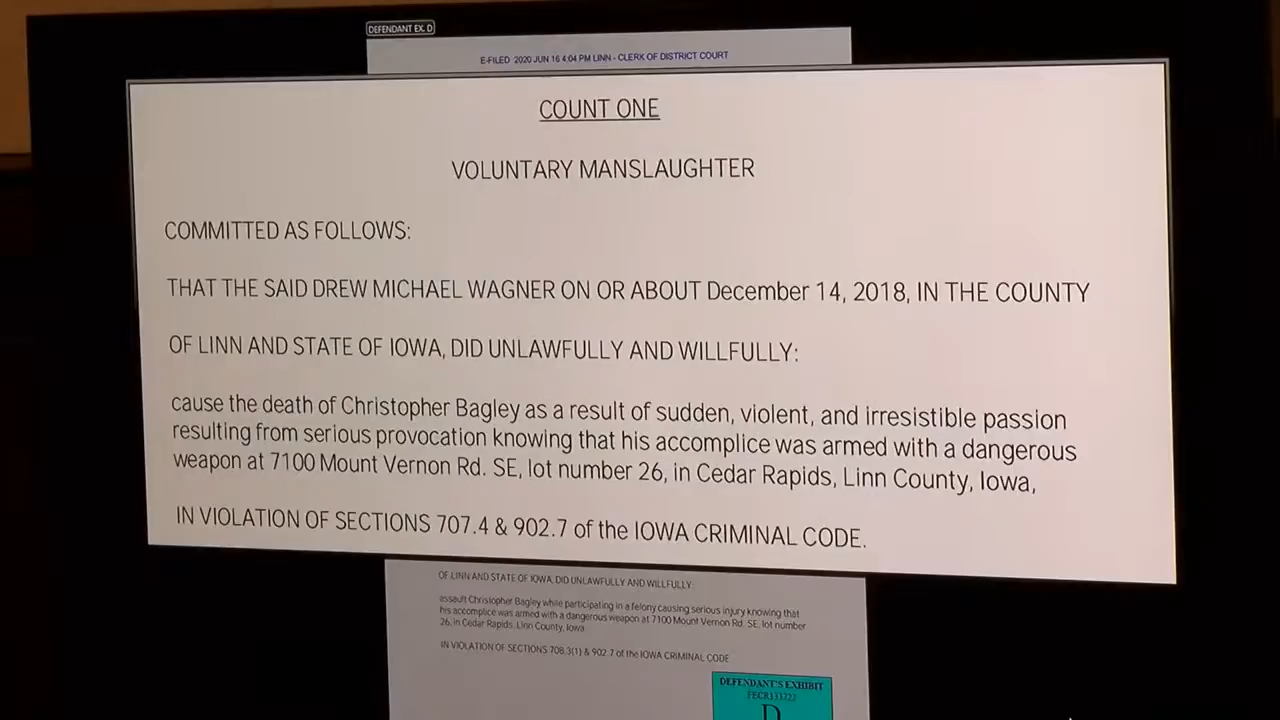 DEFENDANT EX. D
E-FILED 2020 JUN 16 4:04 PM LINN - CLERK OF DISTRICT COURT
COUNT ONE
VOLUNTARY MANSLAUGHTER
COMMITTED AS FOLLOWS:
THAT THE SAID DREW MICHAEL WAGNER ON OR ABOUT December 14, 2018, IN THE COUNTY
OF LINN AND STATE OF IOWA, DID UNLAWFULLY AND WILLFULLY:
cause the death of Christopher Bagley as a result of sudden, violent, and irresistible passion
resulting from serious provocation knowing that his accomplice was armed with a dangerous
weapon at 7100 Mount Vernon Rd. SE, lot number 26, in Cedar Rapids, Linn County, Iowa,
IN VIOLATION OF SECTIONS 707.4 & 902.7 of the IOWA CRIMINAL CODE.
OF LINN AND STATE OF IOWA, DID UNLAWFULLY AND WILLFULLY:
assault Christopher Bagley while participating in a felony causing serious injury knowing that
his accomplice was armed with a dangerous weapon at 7100 Mount Vernon Rd. SE, lot number
26, in Cedar Rapids, Linn County, Iowa
IN VIOLATION OF SECTIONS 708.3(1) & 902.7 of the IOWA CRIMINAL CODE
DEFENDANT'S EXHIBIT
FECR133722
D